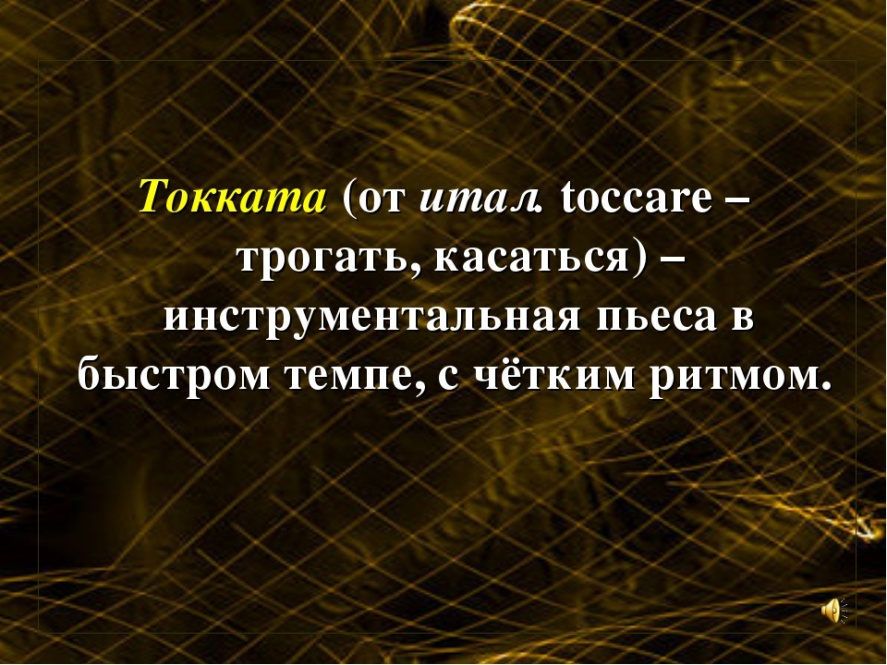 Токката (от итал. toccare –
трогать, касаться) –
инструментальная пьеса в
быстром темпе, с чётким ритмом.